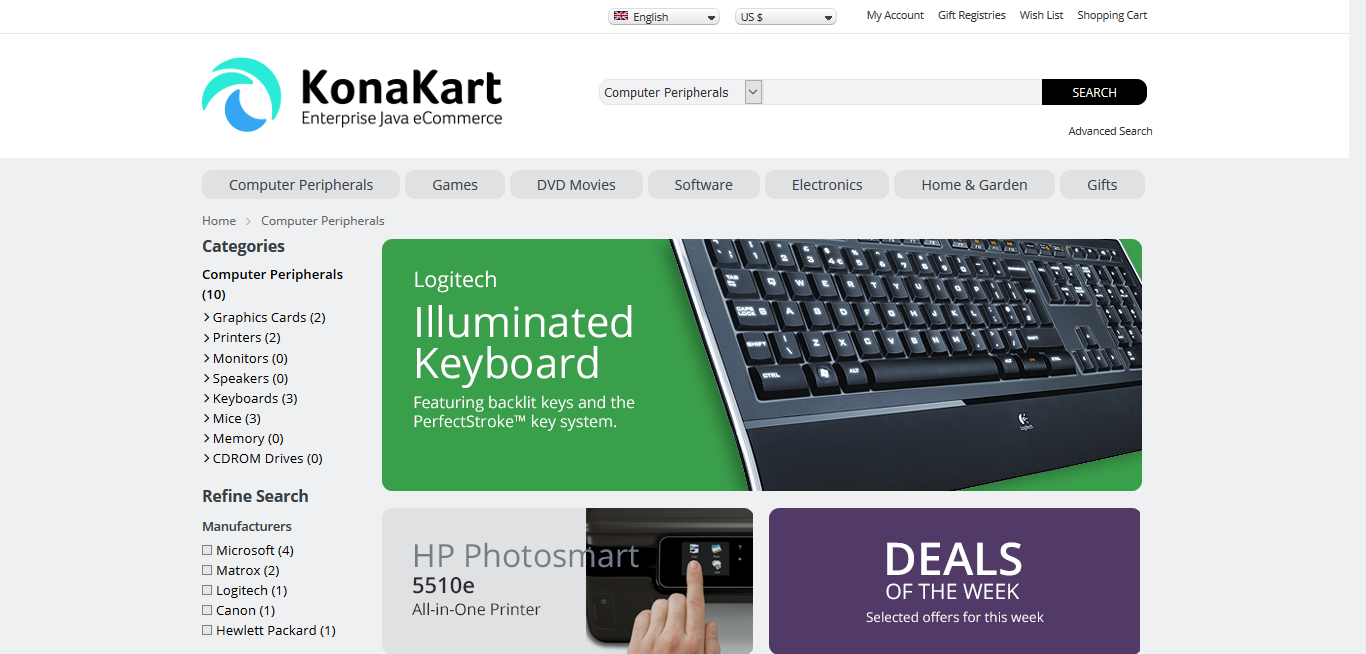 English
US $
My Account
Gift Registries
Wish List
Shopping Cart
KonaKart
Enterprise Java eCommerce
Computer Peripherals
SEARCH
Advanced Search
Computer Peripherals
Games
DVD Movies
Software
Electronics
Home & Garden
Gifts
Home
Computer Peripherals
Categories
Computer Peripherals
(10)
Graphics Cards (2)
Printers (2)
Monitors (0)
Speakers (0)
Keyboards (3)
Mice (3)
Memory (0)
CDROM Drives (0)
Refine Search
Manufacturers
Microsoft (4)
Matrox (2)
Logitech (1)
Canon (1)
Hewlett Packard (1)
Logitech
Illuminated
Keyboard
Featuring backlit keys and the
PerfectStroke™ key system.
HP Photosmart
5510e
All-in-One Printer
DEALS
OF THE WEEK
Selected offers for this week